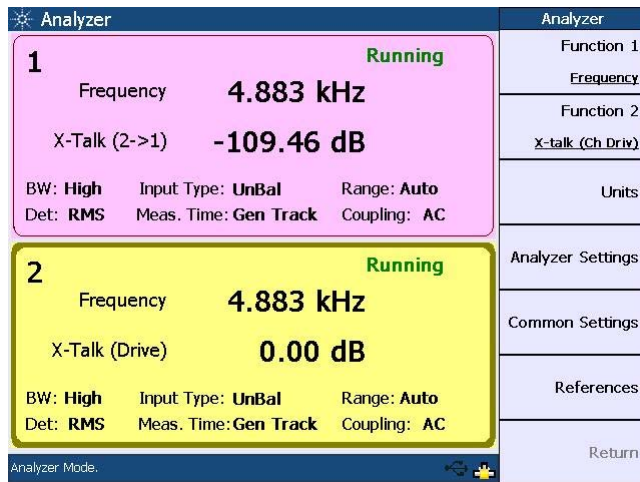 Analyzer
1
Running
Frequency 4.883 kHz
X-Talk (2->1) -109.46 dB
BW: High Input Type: UnBal Range: Auto
Det: RMS Meas. Time: Gen Track Coupling: AC
2
Running
Frequency 4.883 kHz
X-Talk (Drive) 0.00 dB
BW: High Input Type: UnBal Range: Auto
Det: RMS Meas. Time: Gen Track Coupling: AC
Analyzer Mode.
Analyzer
Function 1
Frequency
Function 2
X-talk (Ch Driv)
Units
Analyzer Settings
Common Settings
References
Return